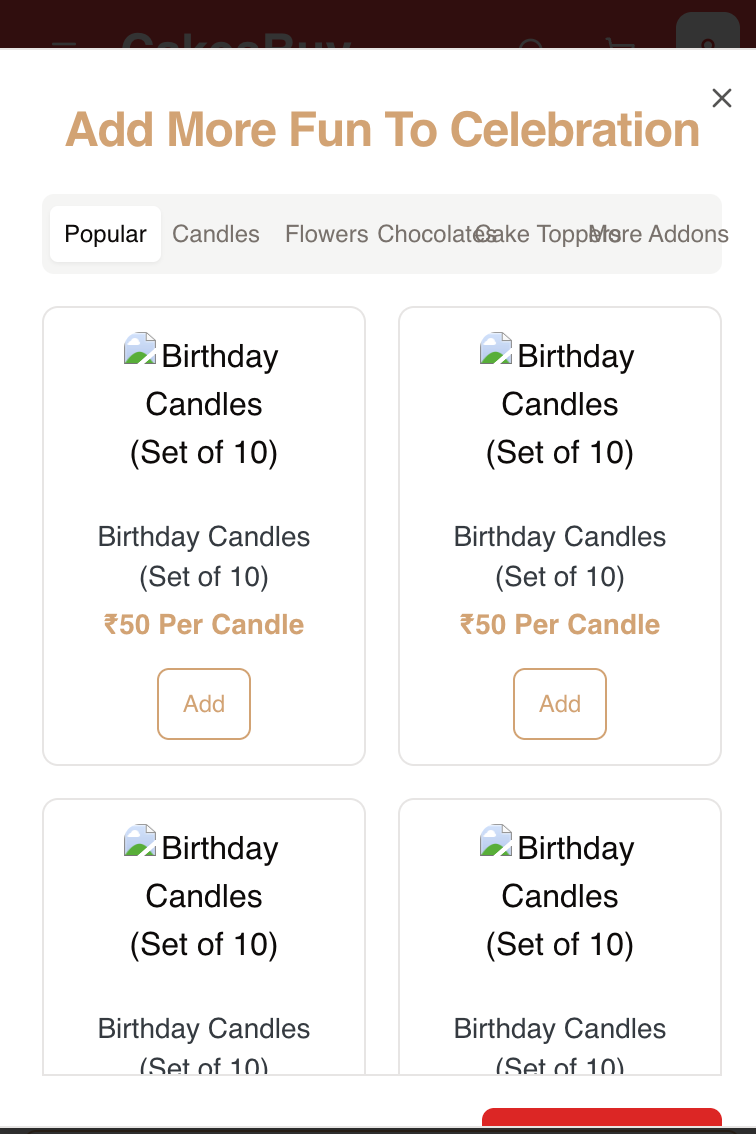 CakesBuy
Add More Fun To Celebration
Popular Candles Flowers Chocolates Cake Toppers More Addons
Birthday Candles (Set of 10)
Birthday Candles (Set of 10)
₹50 Per Candle
Add
Birthday Candles (Set of 10)
Birthday Candles (Set of 10)
₹50 Per Candle
Add
Birthday Candles (Set of 10)
Birthday Candles (Set of 10)
Birthday Candles (Set of 10)
Birthday Candles (Set of 10)